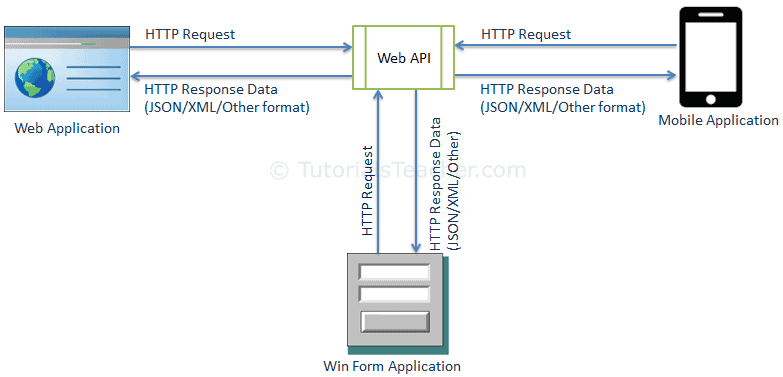 HTTP Request
HTTP Response Data
(JSON/XML/Other format)
Web Application
Web API
HTTP Request
HTTP Response Data
(JSON/XML/Other format)
Mobile Application
© TutorialsTeacher.com
HTTP Request
HTTP Response Data
(JSON/XML/Other)
Win Form Application